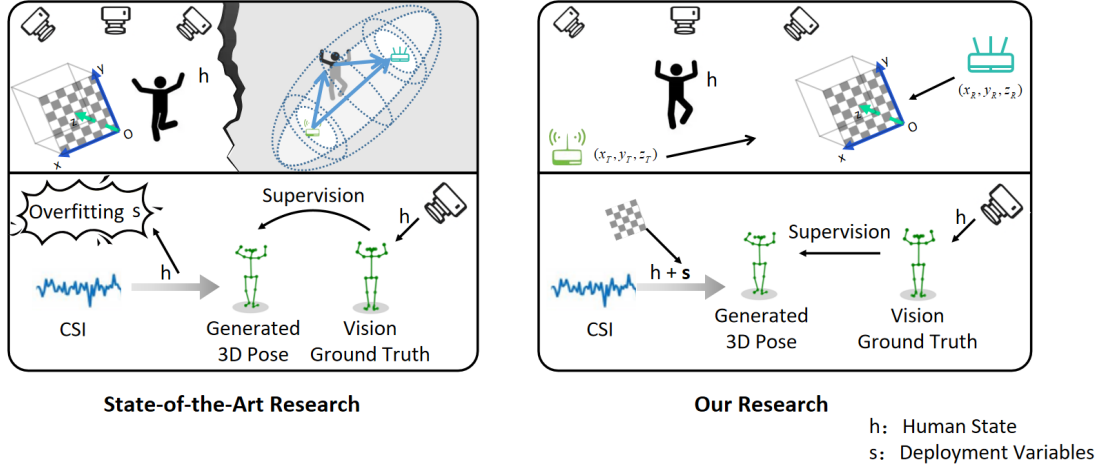 h
y
z
O
x
h
y
z
O
x
(x_R, y_R, z_R)
(x_T, y_T, z_T)
Overfitting s
h
CSI
Supervision
h
Generated
3D Pose
Vision
Ground Truth
h + s
CSI
Supervision
h
Generated
3D Pose
Vision
Ground Truth
State-of-the-Art Research
Our Research
h： Human State
s： Deployment Variables